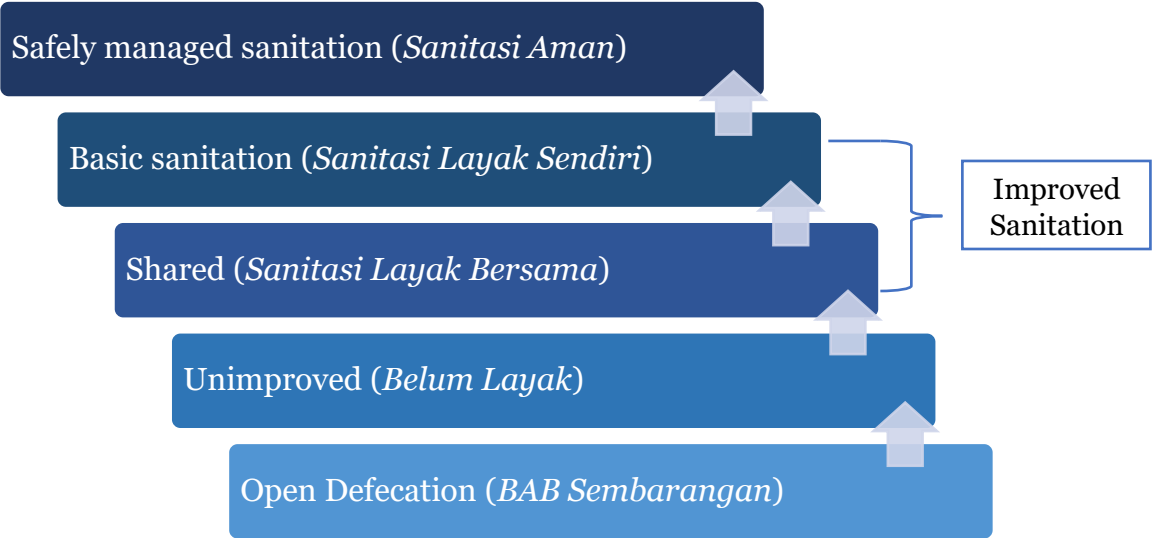 Safely managed sanitation (Sanitasi Aman)
Basic sanitation (Sanitasi Layak Sendiri)
Improved
Sanitation
Shared (Sanitasi Layak Bersama)
Unimproved (Belum Layak)
Open Defecation (BAB Sembarangan)